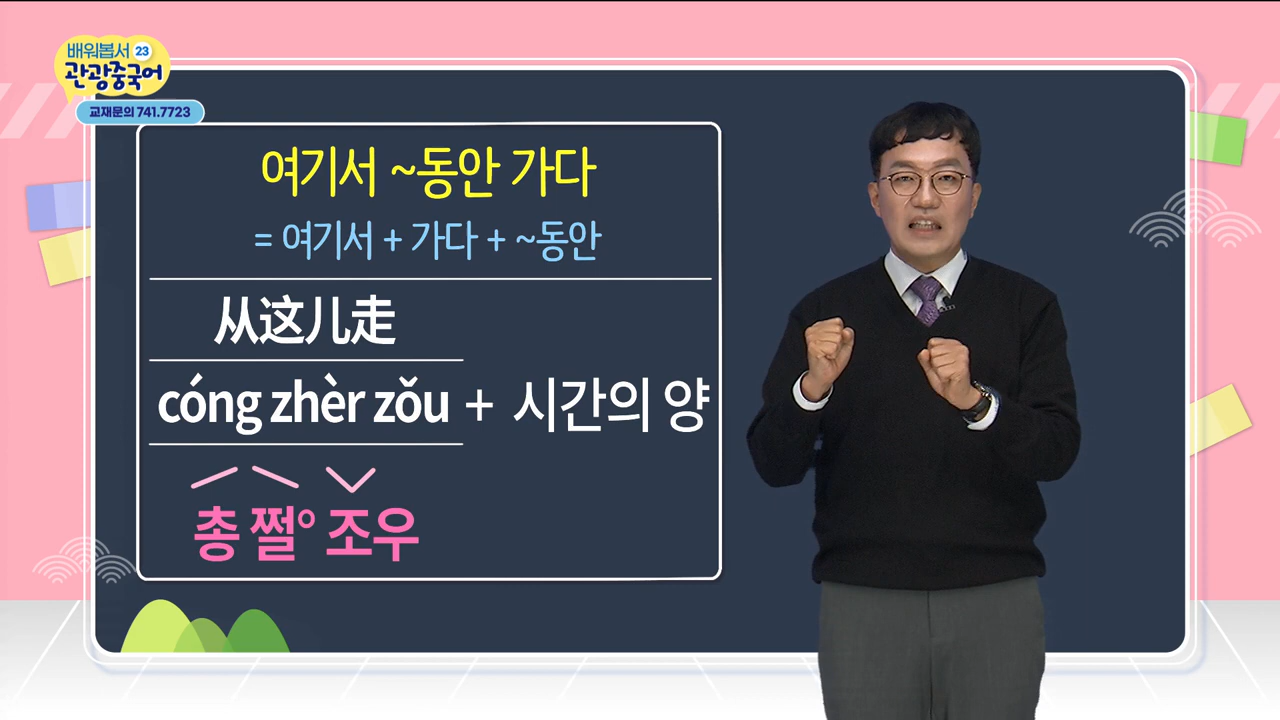 배워봅서 23
관광중국어
교재문의 741.7723
여기서 ~동안 가다
= 여기서 + 가다 + ~동안
从这儿走
cóng zhèr zǒu + 시간의 양
총 쩔° 조우